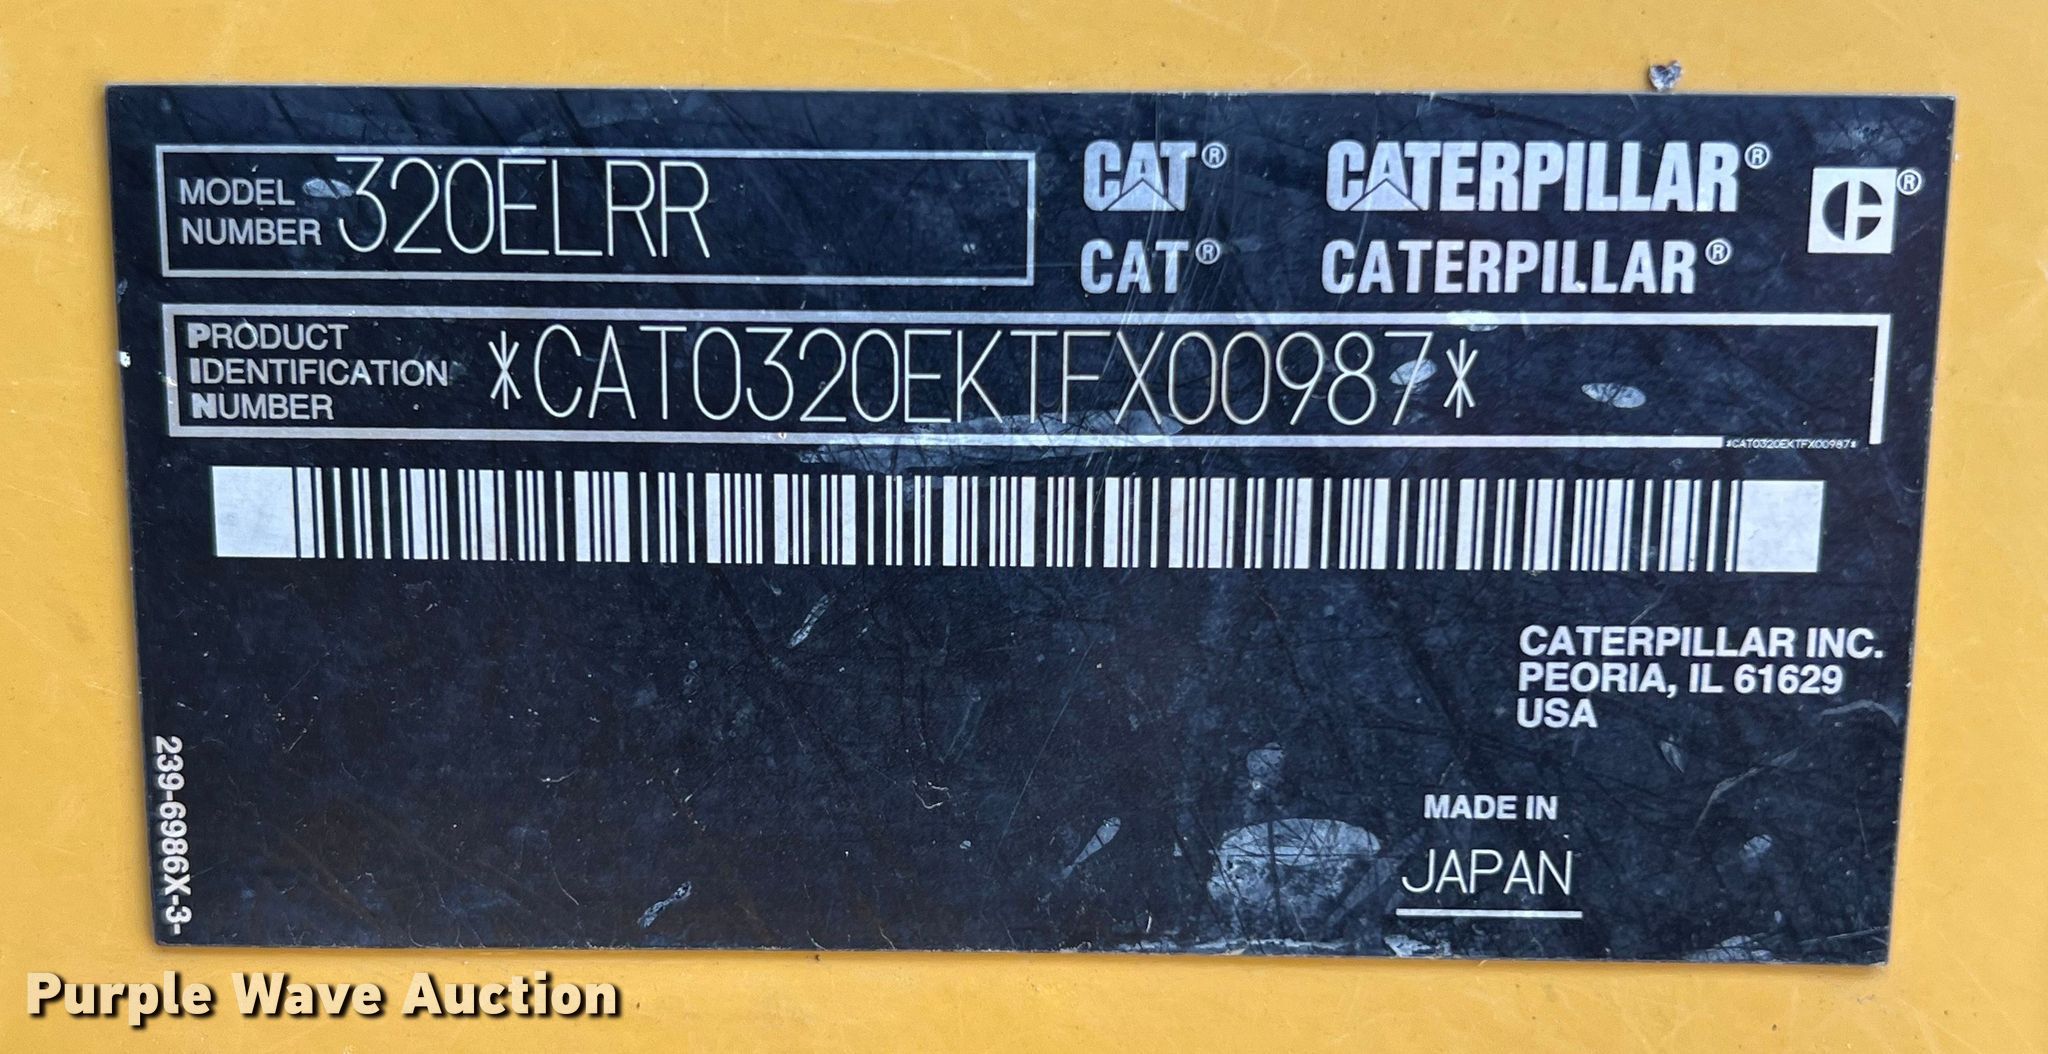 MODEL NUMBER 320ELRR
CAT® CATERPILLAR® ®
CAT® CATERPILLAR®
PRODUCT
IDENTIFICATION
NUMBER
*CAT0320EKTFX00987*
*CAT0320EKTFX00987*
CATERPILLAR INC.
PEORIA, IL 61629
USA
MADE IN
JAPAN
239-6986X-3-
Purple Wave Auction